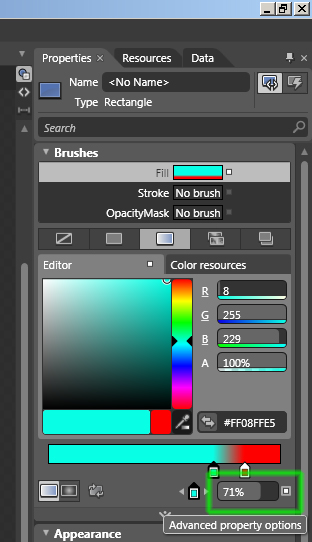 Properties × Resources Data
Name <No Name>
Type Rectangle
Search
Brushes
Fill
Stroke No brush
OpacityMask No brush
Editor Color resources
R 8
G 255
B 229
A 100%
#FF08FFE5
71%
Advanced property options
Appearance